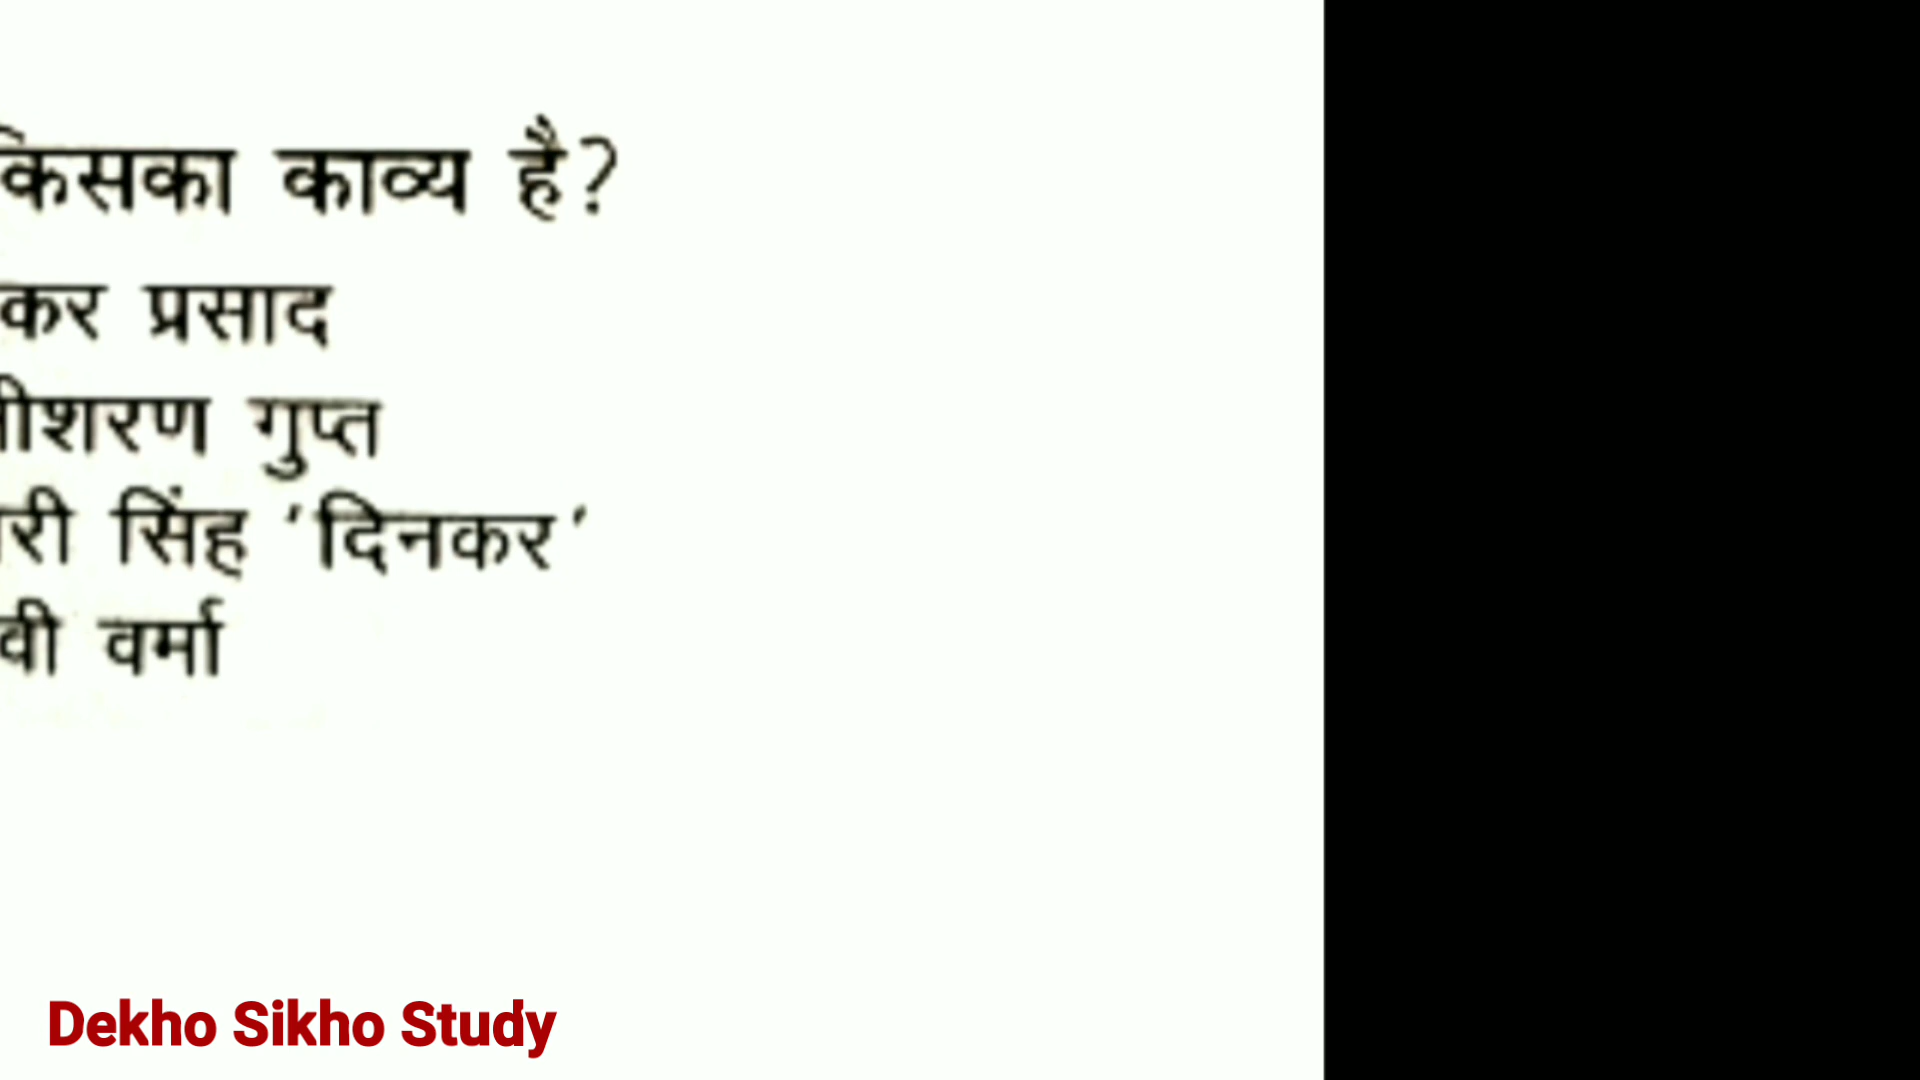 किसका काव्य है?
कर प्रसाद
ीशरण गुप्त
री सिंह 'दिनकर'
वी वर्मा
Dekho Sikho Study